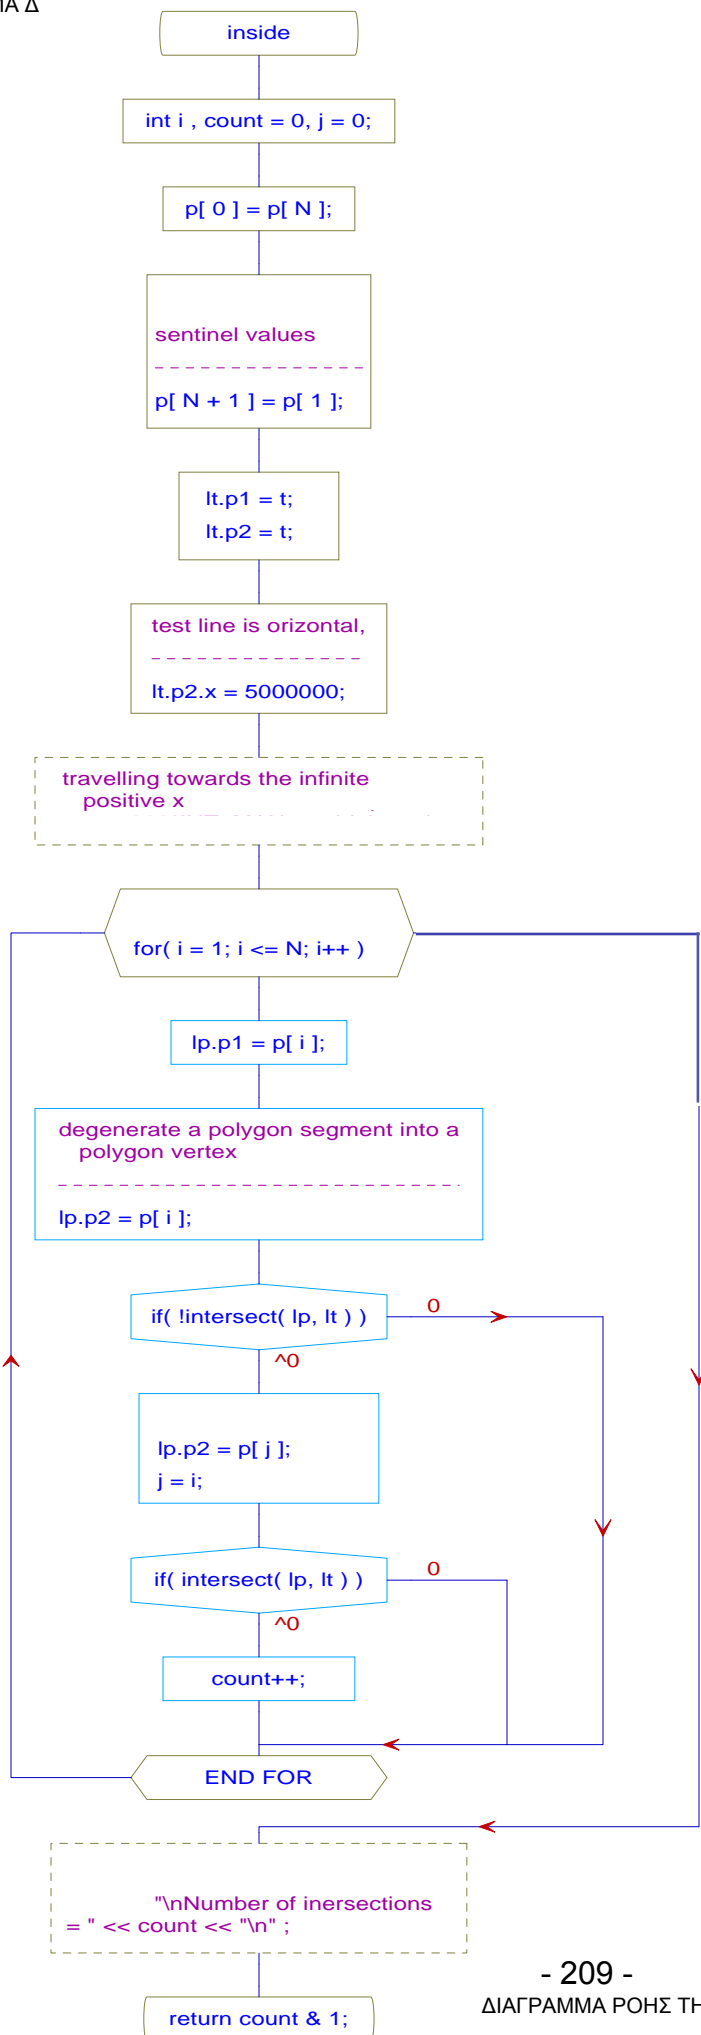 inside
int i , count = 0, j = 0;
p[ 0 ] = p[ N ];
sentinel values
p[ N + 1 ] = p[ 1 ];
lt.p1 = t;
lt.p2 = t;
test line is orizontal,
lt.p2.x = 5000000;
travelling towards the infinite
positive x
for( i = 1; i <= N; i++ )
lp.p1 = p[ i ];
degenerate a polygon segment into a
polygon vertex
lp.p2 = p[ i ];
if( !intersect( lp, lt ) )
0
^0
lp.p2 = p[ j ];
j = i;
if( intersect( lp, lt ) )
0
^0
count++;
END FOR
"\nNumber of inersections
= " << count << "\n" ;
return count & 1;
- 209 -
ΔΙΑΓΡΑΜΜΑ ΡΟΗΣ ΤΗ